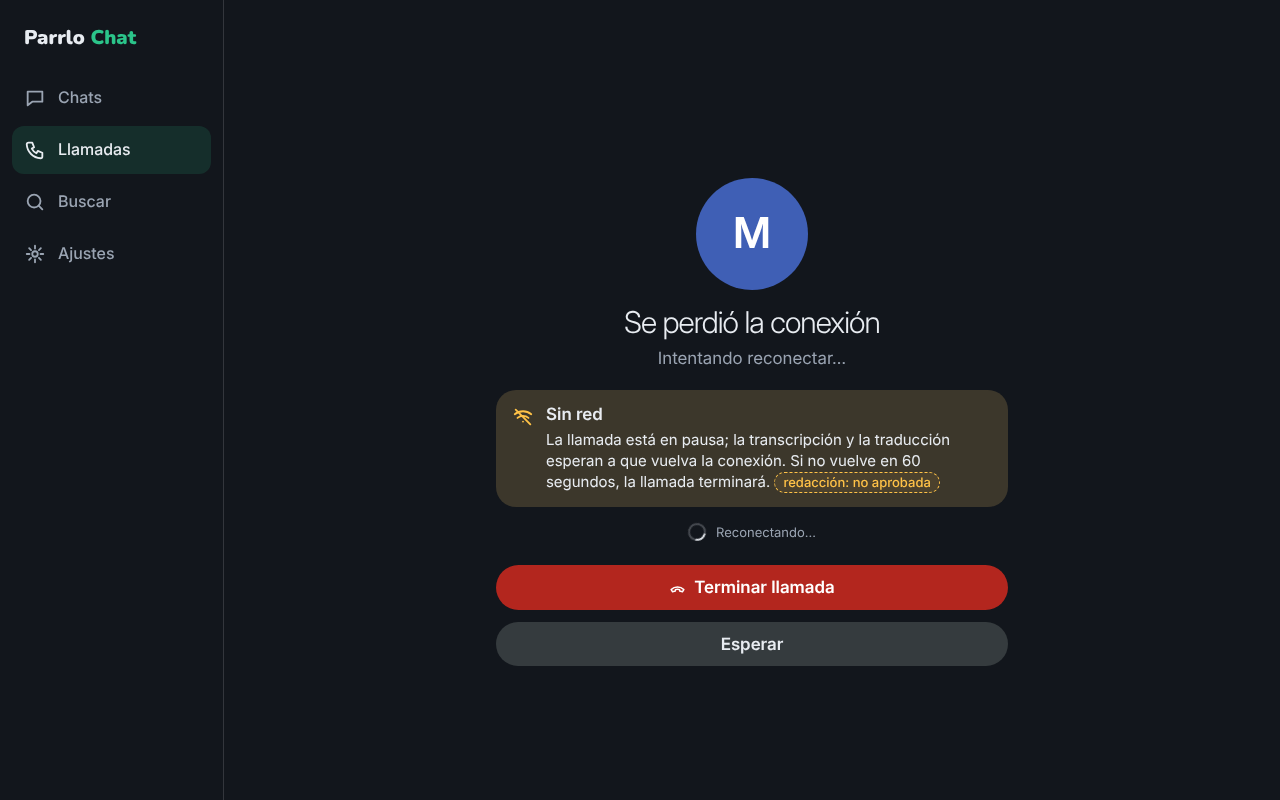 Parrlo Chat
Chats
Llamadas
Buscar
Ajustes
M
Se perdió la conexión
Intentando reconectar...
Sin red
La llamada está en pausa; la transcripción y la traducción
esperan a que vuelva la conexión. Si no vuelve en 60
segundos, la llamada terminará. redacción: no aprobada
Reconectando...
Terminar llamada
Esperar